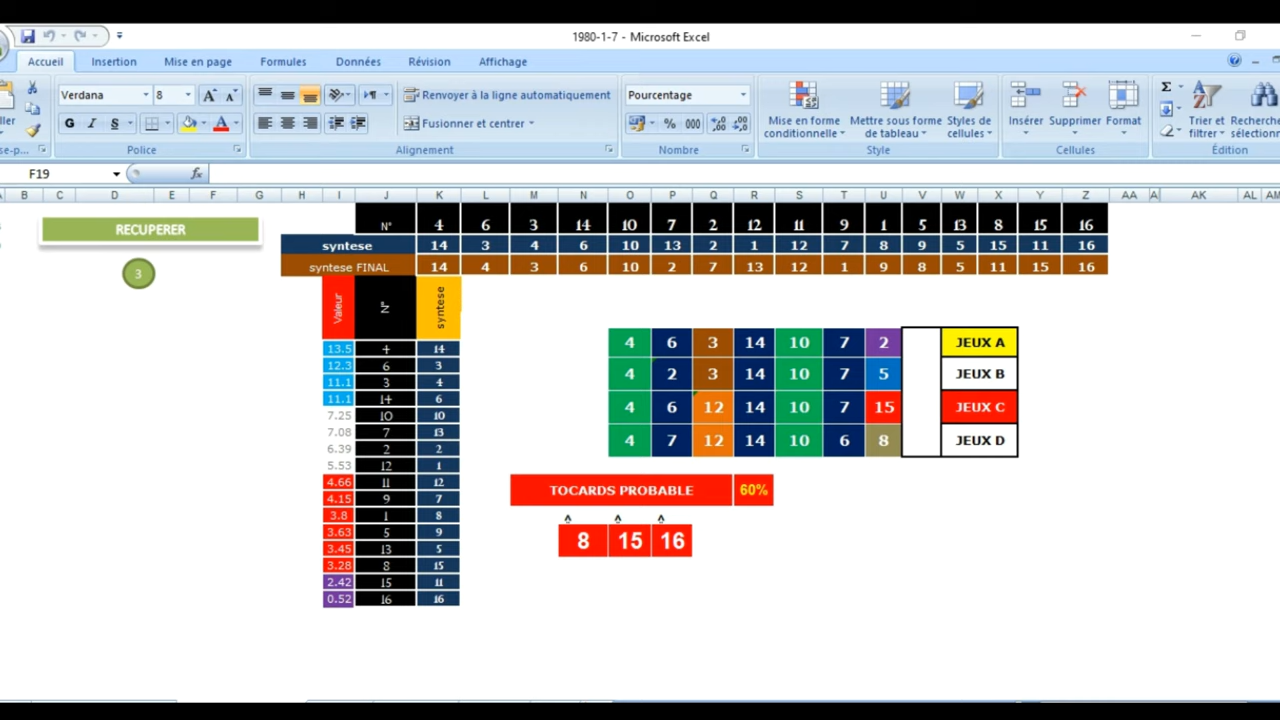 1980-1-7 - Microsoft Excel
Accueil Insertion Mise en page Formules Données Révision Affichage
Verdana 8 Renvoyer à la ligne automatiquement Pourcentage
G I S A Fusionner et centrer % 000
Mise en forme conditionnelle Mettre sous forme de tableau Styles de cellules Insérer Supprimer Format Trier et filtrer
Police Alignement Nombre Style Cellules Édition
F19 fx
B C D E F G H I J K L M N O P Q R S T U V W X Y Z AA AK AL
RECUPERER N° 4 6 3 14 10 7 2 12 11 9 1 5 13 8 15 16
syntese 14 3 4 6 10 13 2 1 12 7 8 9 5 15 11 16
3 syntese FINAL 14 4 3 6 10 2 7 13 12 1 9 8 5 11 15 16
Valeur N° syntese
13.5 4 14
12.3 6 3
11.1 3 4
11.1 14 6
7.25 10 10
7.08 7 13
6.39 2 2
5.53 12 1
4.66 11 12
4.15 9 7
3.8 1 8
3.63 5 9
3.45 13 5
3.28 8 15
2.42 15 11
0.52 16 16
4 6 3 14 10 7 2 JEUX A
4 2 3 14 10 7 5 JEUX B
4 6 12 14 10 7 15 JEUX C
4 7 12 14 10 6 8 JEUX D
TOCARDS PROBABLE 60%
^ ^ ^
8 15 16